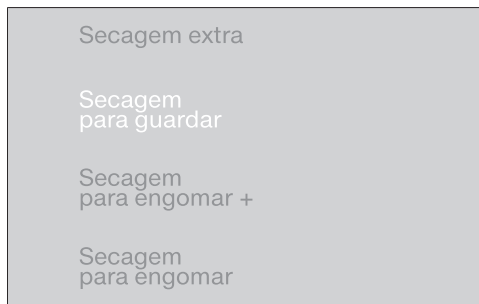 Secagem extra
Secagem
para guardar
Secagem
para engomar +
Secagem
para engomar